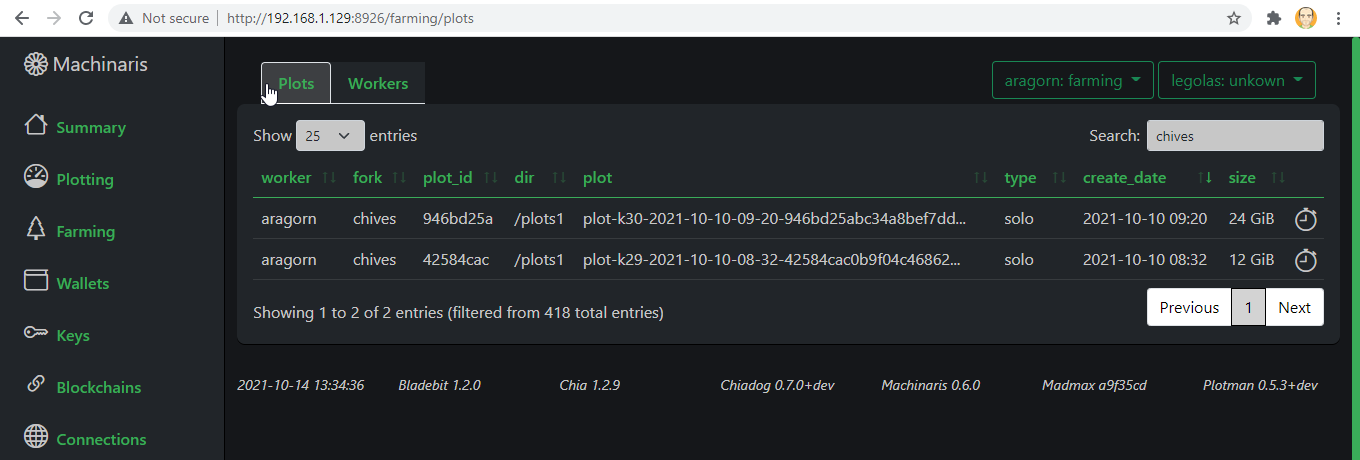 Not secure | http://192.168.1.129:8926/farming/plots
Machinaris
Summary
Plotting
Farming
Wallets
Keys
Blockchains
Connections
Plots Workers aragorn: farming legolas: unkown
Show 25 entries Search: chives
worker fork plot_id dir plot type create_date size
aragorn chives 946bd25a /plots1 plot-k30-2021-10-10-09-20-946bd25abc34a8bef7dd... solo 2021-10-10 09:20 24 GiB
aragorn chives 42584cac /plots1 plot-k29-2021-10-10-08-32-42584cac0b9f04c46862... solo 2021-10-10 08:32 12 GiB
Showing 1 to 2 of 2 entries (filtered from 418 total entries) Previous 1 Next
2021-10-14 13:34:36 Bladebit 1.2.0 Chia 1.2.9 Chiadog 0.7.0+dev Machinaris 0.6.0 Madmax a9f35cd Plotman 0.5.3+dev